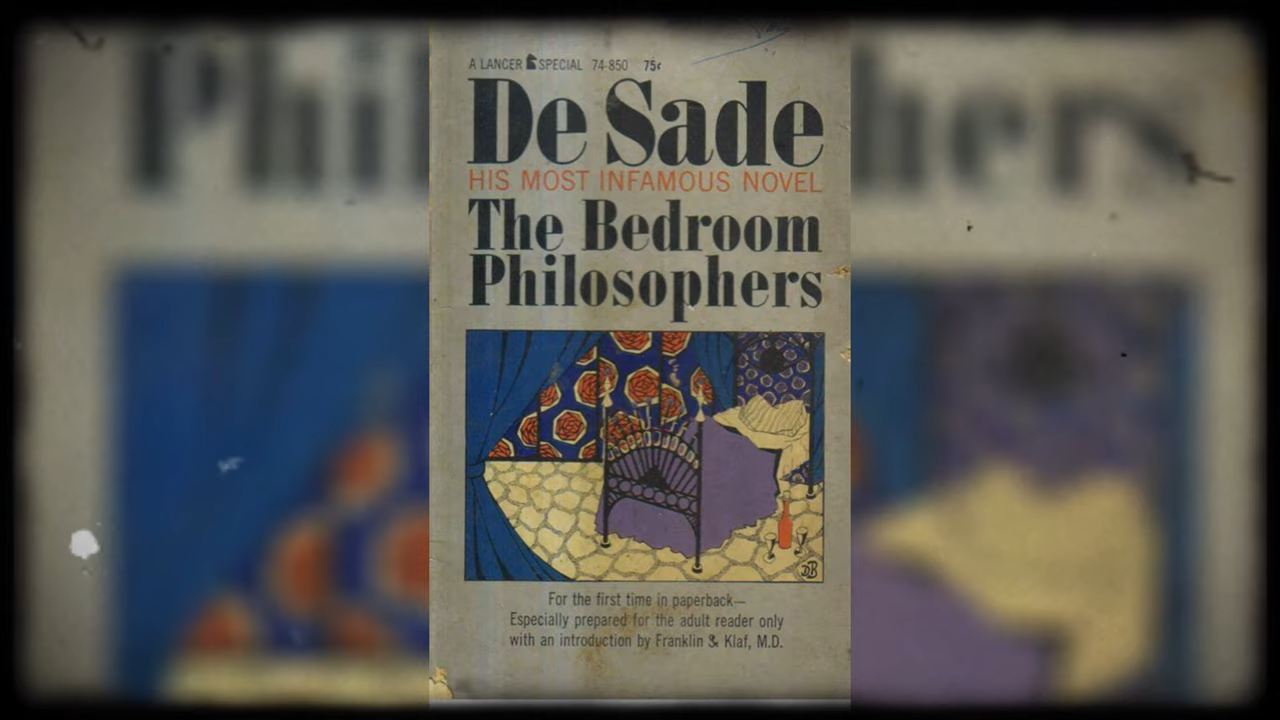 A LANCER SPECIAL 74-850 75¢
De Sade
HIS MOST INFAMOUS NOVEL
The Bedroom
Philosophers
DB
For the first time in paperback—
Especially prepared for the adult reader only
with an introduction by Franklin S. Klaf, M.D.